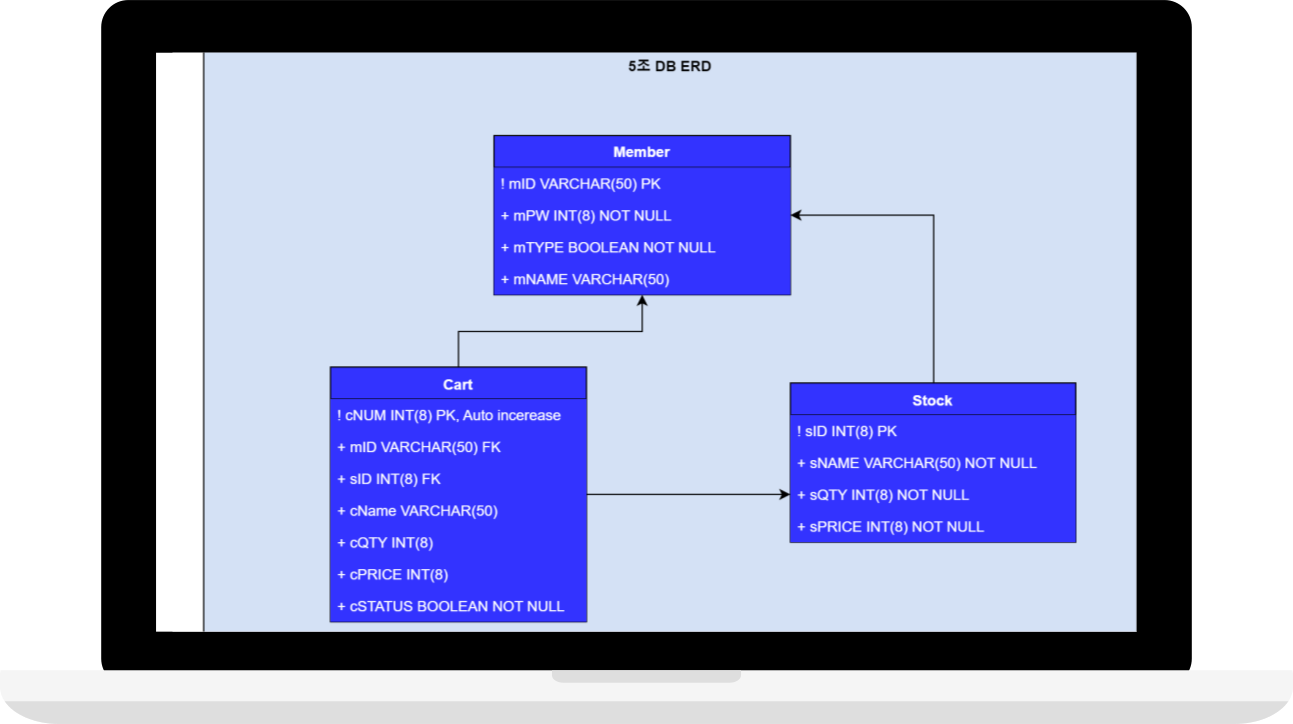 5조 DB ERD
Member
! mID VARCHAR(50) PK
+ mPW INT(8) NOT NULL
+ mTYPE BOOLEAN NOT NULL
+ mNAME VARCHAR(50)
Cart
! cNUM INT(8) PK, Auto incerease
+ mID VARCHAR(50) FK
+ sID INT(8) FK
+ cName VARCHAR(50)
+ cQTY INT(8)
+ cPRICE INT(8)
+ cSTATUS BOOLEAN NOT NULL
Stock
! sID INT(8) PK
+ sNAME VARCHAR(50) NOT NULL
+ sQTY INT(8) NOT NULL
+ sPRICE INT(8) NOT NULL